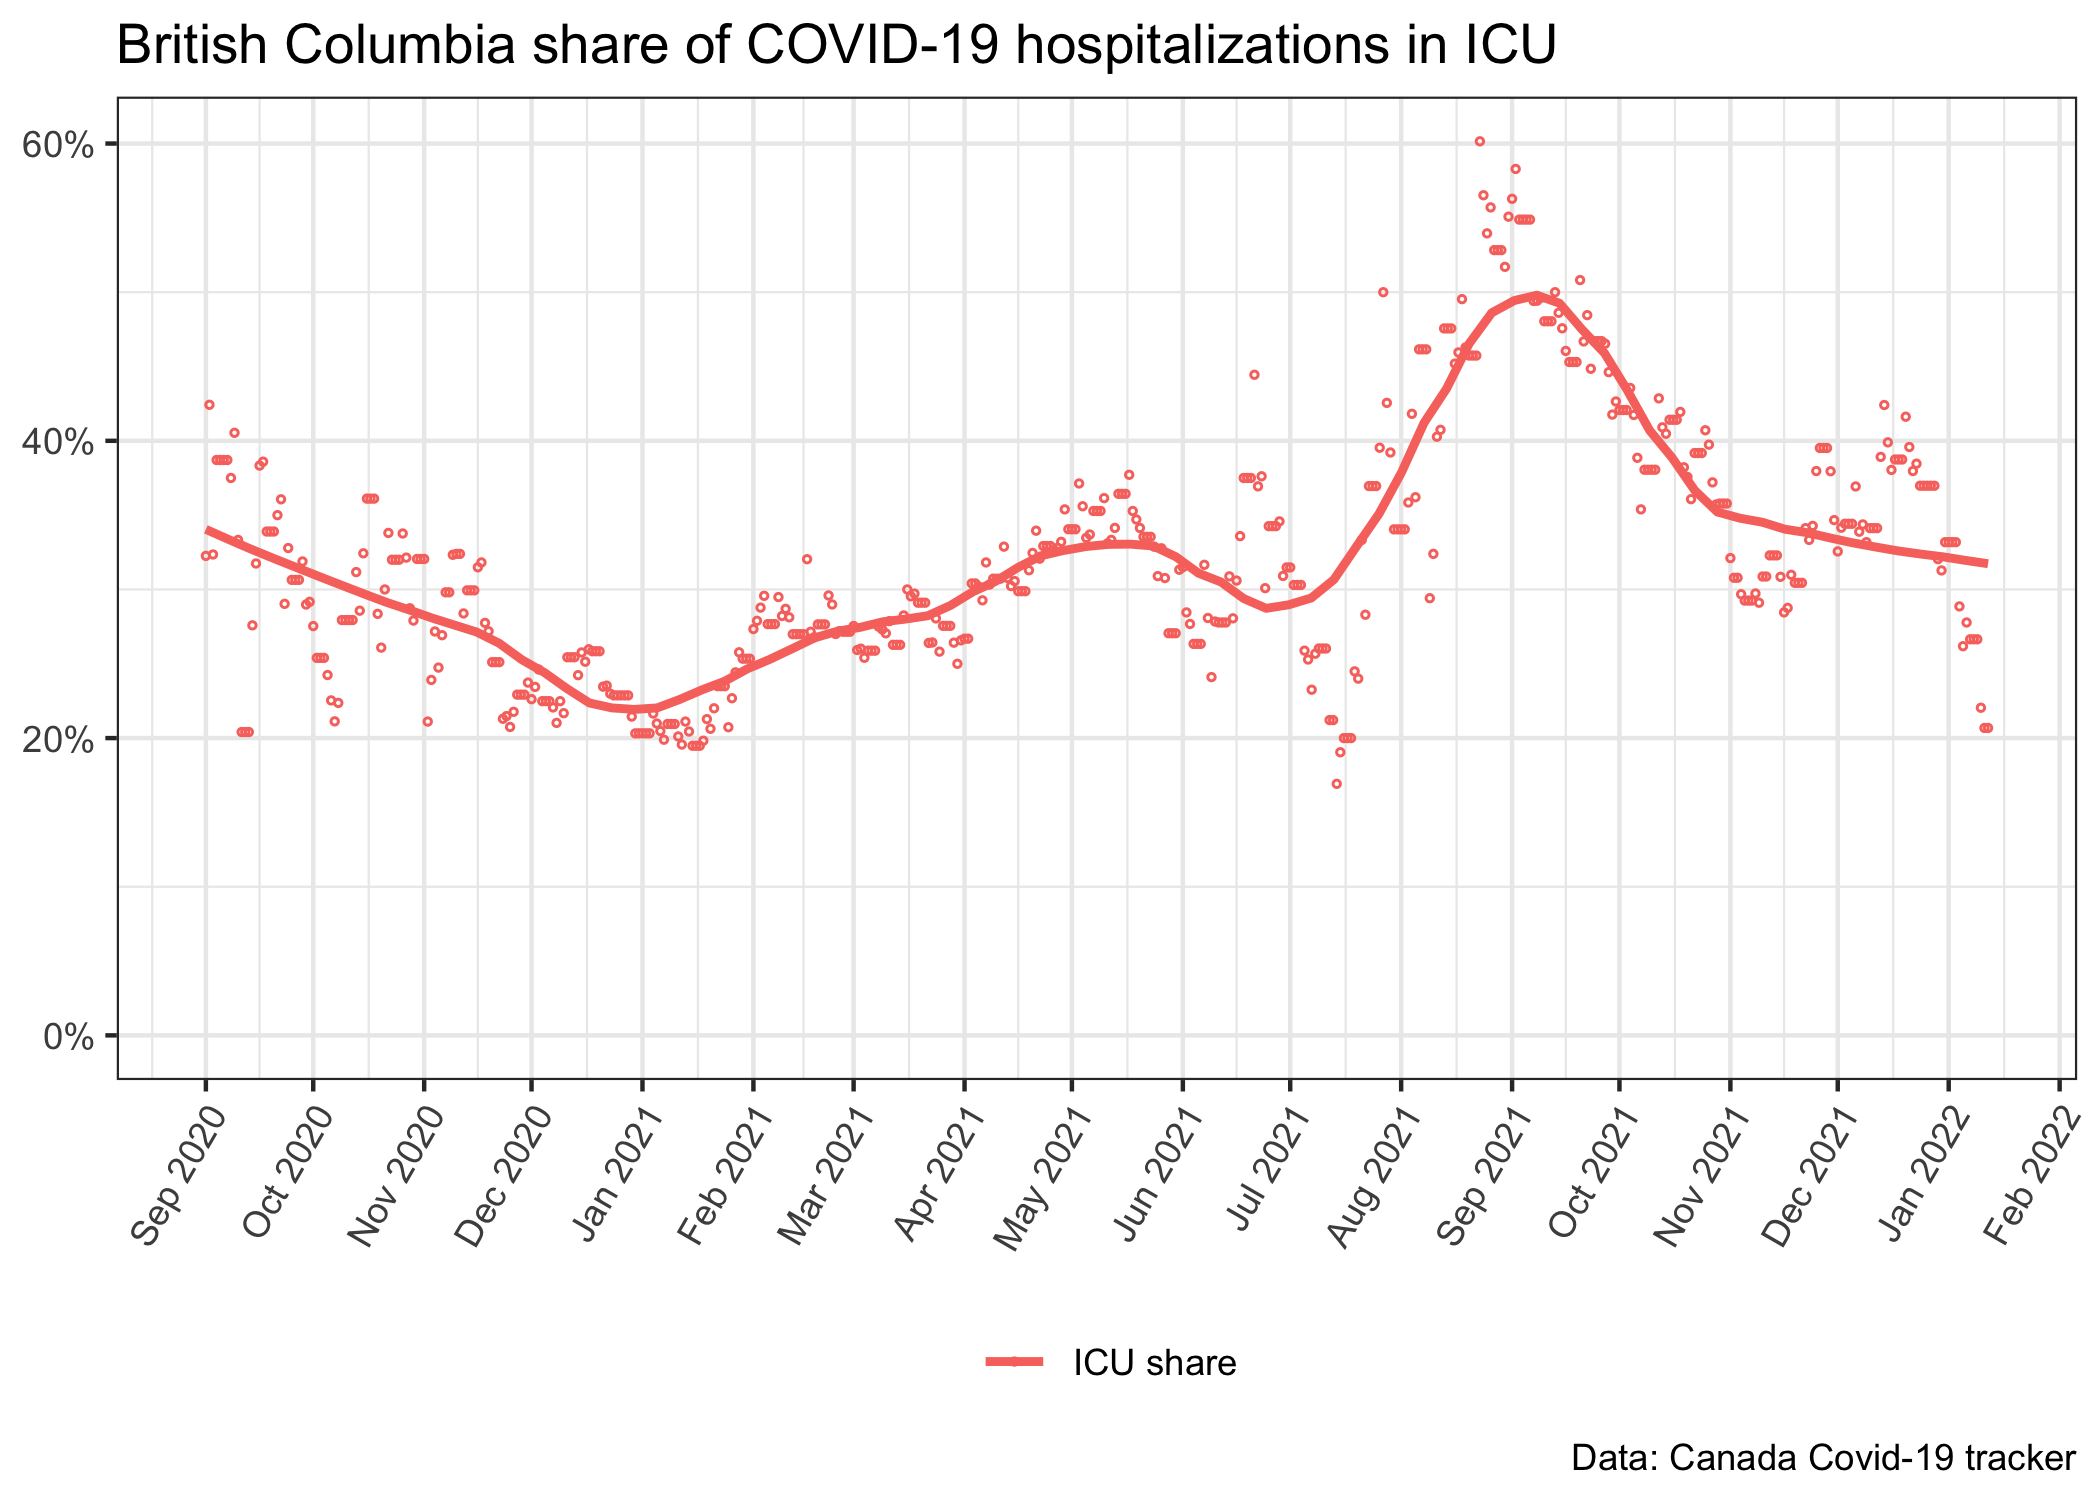 British Columbia share of COVID-19 hospitalizations in ICU
60%
40%
20%
0%
Sep 2020
Oct 2020
Nov 2020
Dec 2020
Jan 2021
Feb 2021
Mar 2021
Apr 2021
May 2021
Jun 2021
Jul 2021
Aug 2021
Sep 2021
Oct 2021
Nov 2021
Dec 2021
Jan 2022
Feb 2022
ICU share
Data: Canada Covid-19 tracker